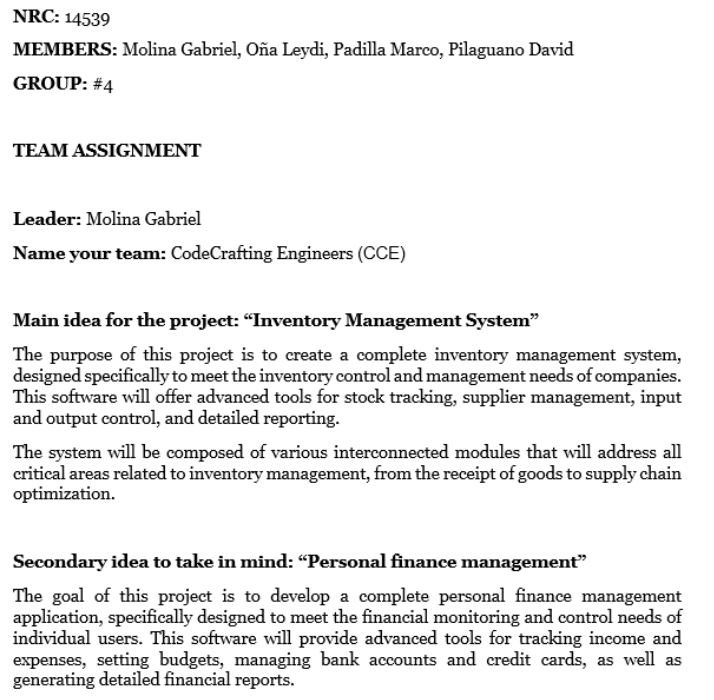 NRC: 14539
MEMBERS: Molina Gabriel, Oña Leydi, Padilla Marco, Pilaguano David
GROUP: #4
TEAM ASSIGNMENT
Leader: Molina Gabriel
Name your team: CodeCrafting Engineers (CCE)
Main idea for the project: “Inventory Management System”
The purpose of this project is to create a complete inventory management system,
designed specifically to meet the inventory control and management needs of companies.
This software will offer advanced tools for stock tracking, supplier management, input
and output control, and detailed reporting.
The system will be composed of various interconnected modules that will address all
critical areas related to inventory management, from the receipt of goods to supply chain
optimization.
Secondary idea to take in mind: “Personal finance management”
The goal of this project is to develop a complete personal finance management
application, specifically designed to meet the financial monitoring and control needs of
individual users. This software will provide advanced tools for tracking income and
expenses, setting budgets, managing bank accounts and credit cards, as well as
generating detailed financial reports.